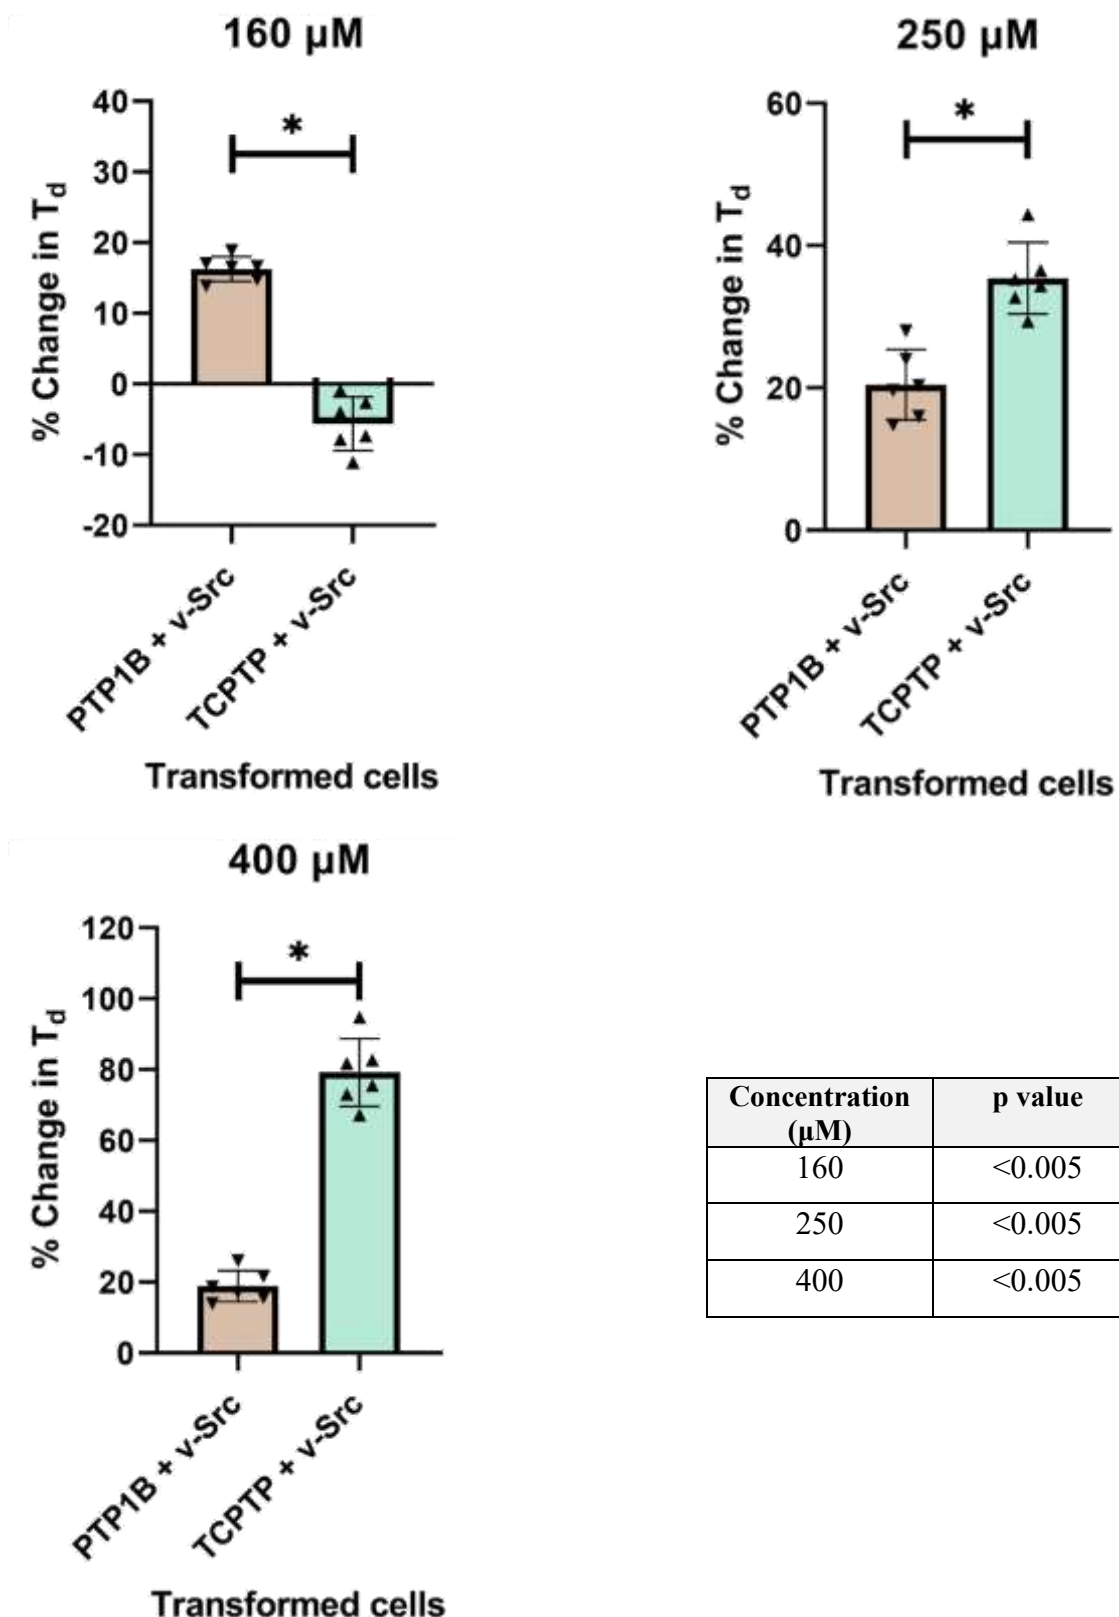 160 µM
% Change in Td
40
30
20
10
0
-10
-20
*
PTP1B + v-Src
TCPTP + v-Src
Transformed cells
250 µM
% Change in Td
60
40
20
0
*
PTP1B + v-Src
TCPTP + v-Src
Transformed cells
400 µM
% Change in Td
120
100
80
60
40
20
0
*
PTP1B + v-Src
TCPTP + v-Src
Transformed cells
Concentration p value
(µM)
160 <0.005
250 <0.005
400 <0.005